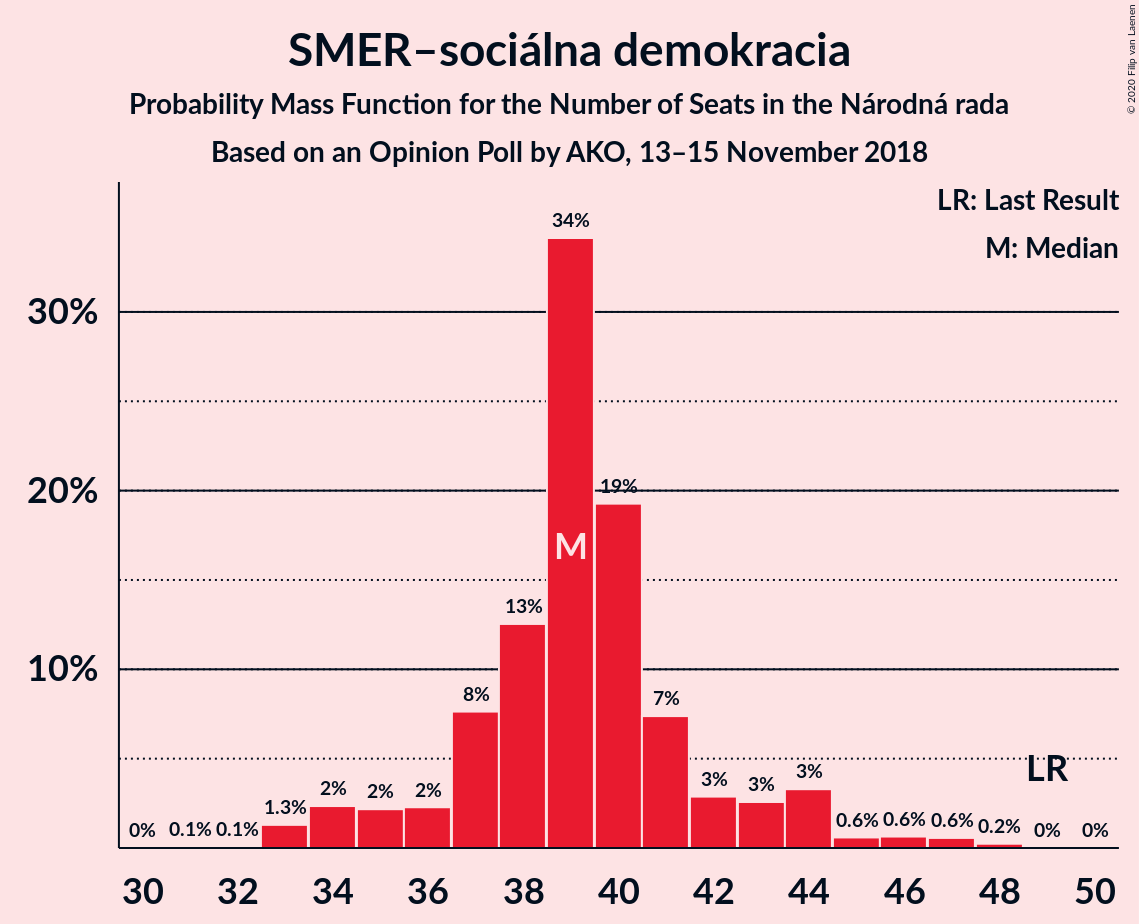 SMER–sociálna demokracia
Probability Mass Function for the Number of Seats in the Národná rada
Based on an Opinion Poll by AKO, 13–15 November 2018
© 2020 Filip van Laenen
LR: Last Result
M: Median
30%
20%
10%
0%
0.1%
0.1%
1.3%
2%
2%
2%
8%
13%
34%
M
19%
7%
3%
3%
3%
0.6%
0.6%
0.6%
0.2%
0%
LR
0%
30 32 34 36 38 40 42 44 46 48 50